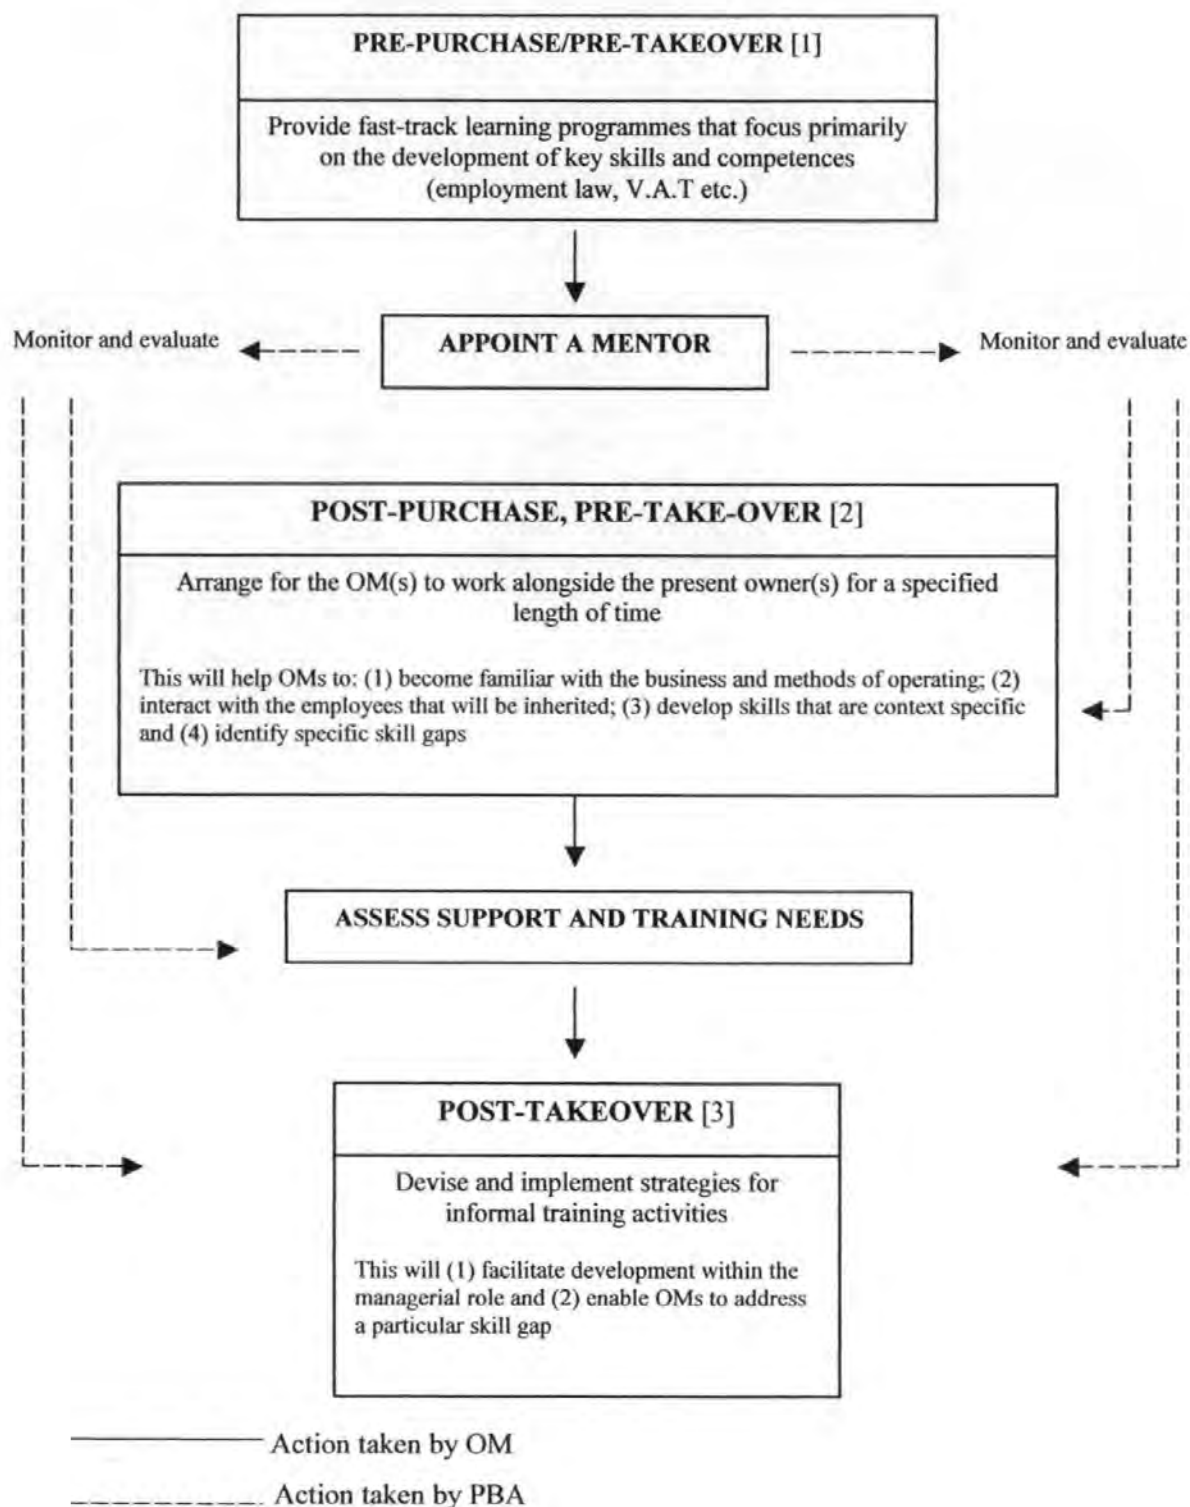 PRE-PURCHASE/PRE-TAKEOVER [1]
Provide fast-track learning programmes that focus primarily
on the development of key skills and competences
(employment law, V.A.T etc.)
Monitor and evaluate
APPOINT A MENTOR
Monitor and evaluate
POST-PURCHASE, PRE-TAKE-OVER [2]
Arrange for the OM(s) to work alongside the present owner(s) for a specified
length of time
This will help OMs to: (1) become familiar with the business and methods of operating; (2)
interact with the employees that will be inherited; (3) develop skills that are context specific
and (4) identify specific skill gaps
ASSESS SUPPORT AND TRAINING NEEDS
POST-TAKEOVER [3]
Devise and implement strategies for
informal training activities
This will (1) facilitate development within the
managerial role and (2) enable OMs to address
a particular skill gap
Action taken by OM
Action taken by PBA